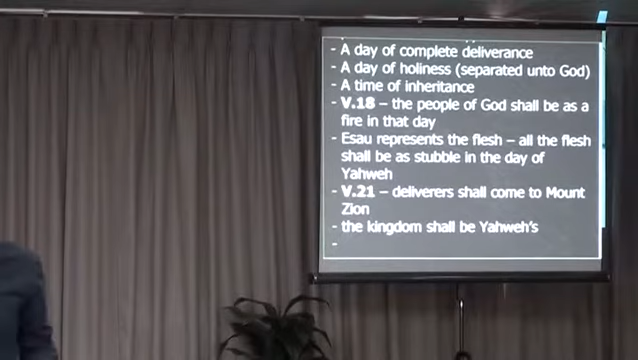 - A day of complete deliverance
- A day of holiness (separated unto God)
- A time of inheritance
- V.18 – the people of God shall be as a
fire in that day
- Esau represents the flesh – all the flesh
shall be as stubble in the day of
Yahweh
- V.21 – deliverers shall come to Mount
Zion
- the kingdom shall be Yahweh's
-